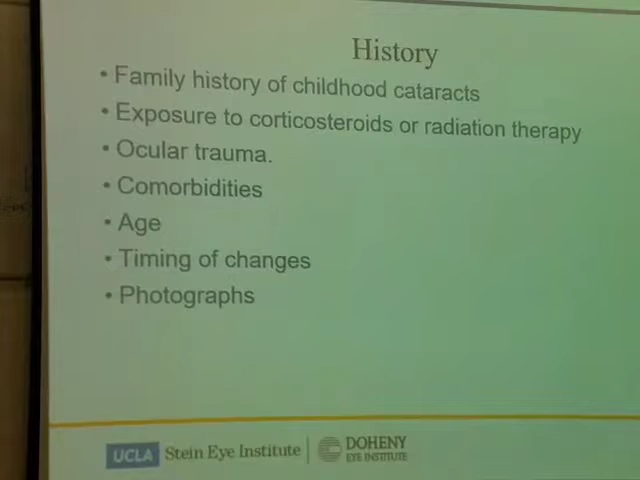 History
• Family history of childhood cataracts
• Exposure to corticosteroids or radiation therapy
• Ocular trauma.
• Comorbidities
• Age
• Timing of changes
• Photographs
UCLA Stein Eye Institute | DOHENY
EYE INSTITUTE